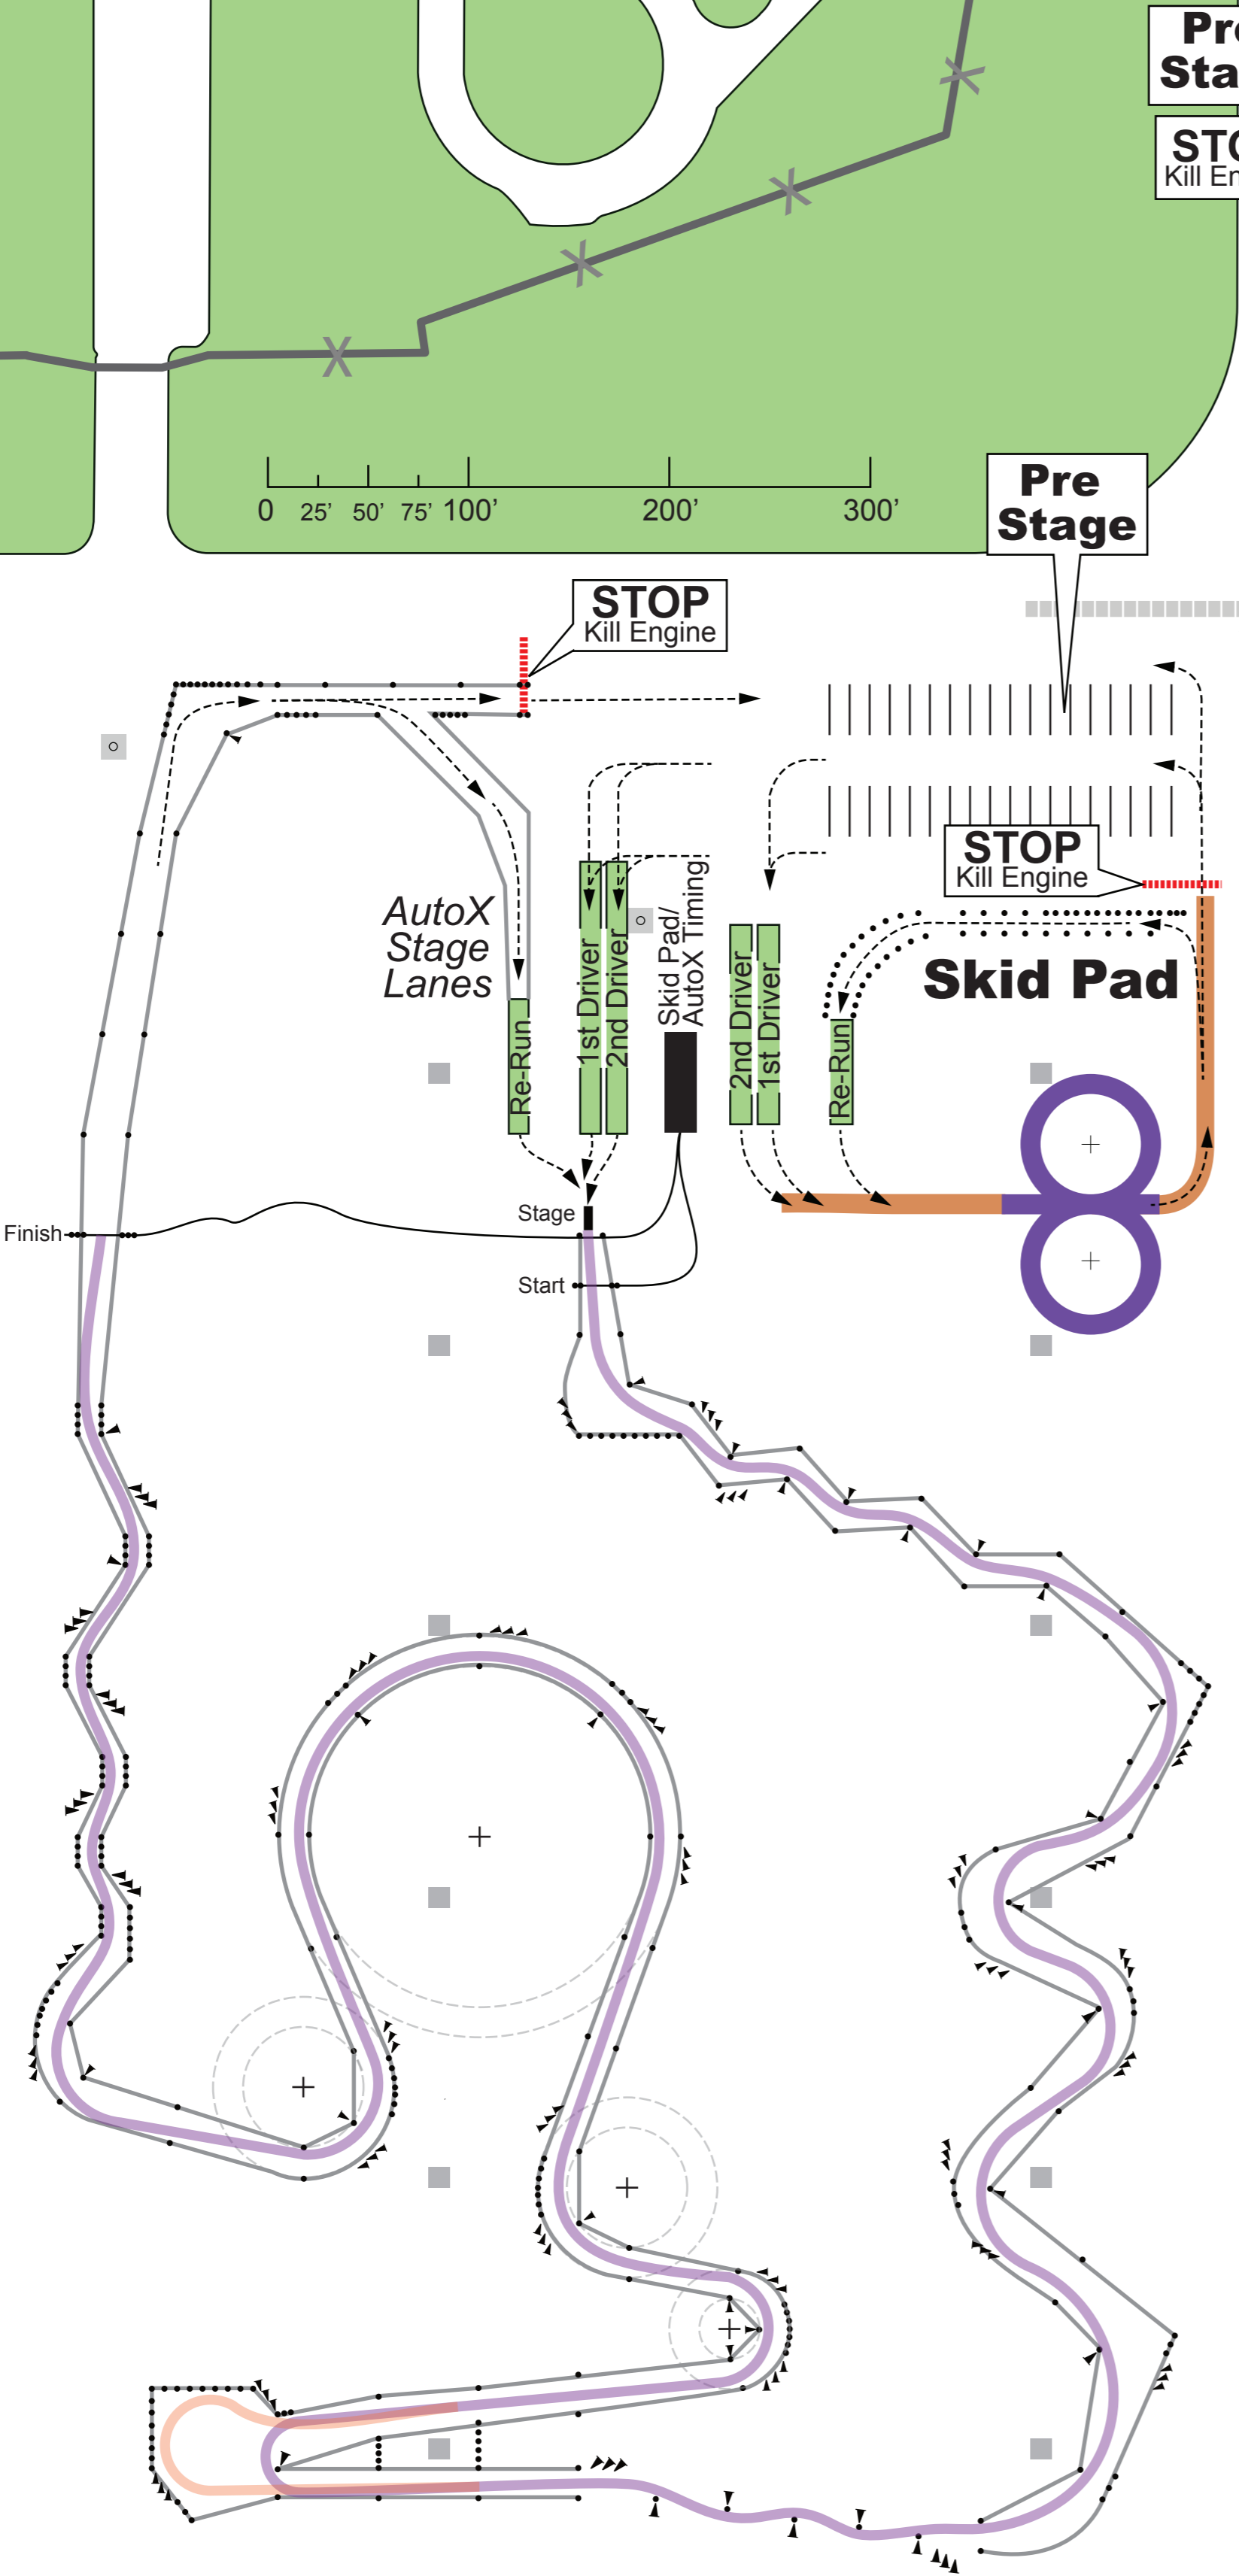 Pre
Sta
STO
Kill En
0 25’ 50’ 75’ 100’ 200’ 300’
Pre
Stage
STOP
Kill Engine
STOP
Kill Engine
AutoX
Stage
Lanes
Skid Pad/
AutoX Timing
Skid Pad
Re-Run
1st Driver
2nd Driver
2nd Driver
1st Driver
Re-Run
Stage
Finish
Start